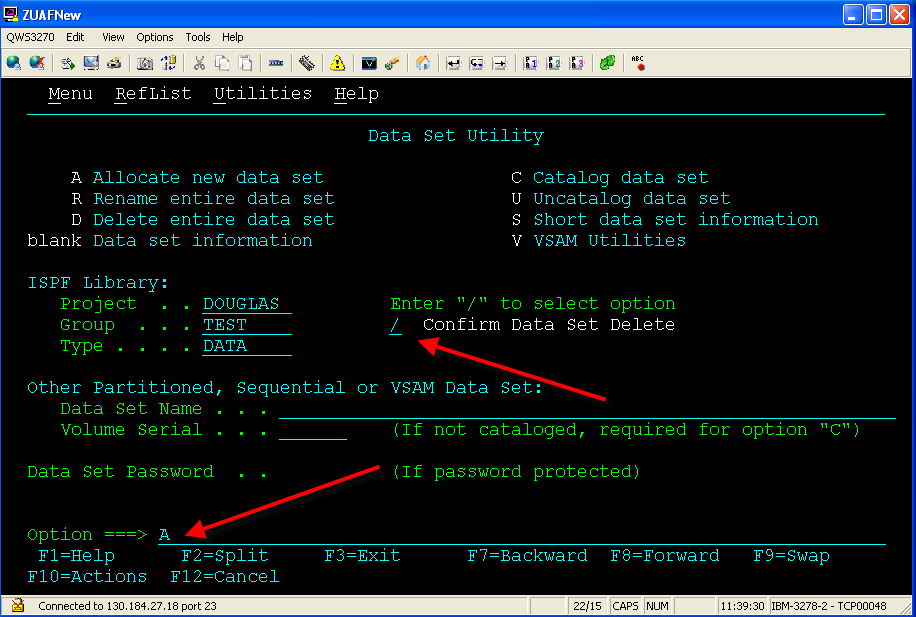 ZUAFNew
QWS3270 Edit View Options Tools Help
1 2 3 ABC
Menu RefList Utilities Help
Data Set Utility
A Allocate new data set C Catalog data set
R Rename entire data set U Uncatalog data set
D Delete entire data set S Short data set information
blank Data set information V VSAM Utilities
ISPF Library:
Project . . DOUGLAS Enter "/" to select option
Group . . . TEST / Confirm Data Set Delete
Type . . . . DATA
Other Partitioned, Sequential or VSAM Data Set:
Data Set Name . . .
Volume Serial . . . (If not cataloged, required for option "C")
Data Set Password . . (If password protected)
Option ===> A
F1=Help F2=Split F3=Exit F7=Backward F8=Forward F9=Swap
F10=Actions F12=Cancel
Connected to 130.184.27.18 port 23 22/15 CAPS NUM 11:39:30 IBM-3278-2 - TCP00048